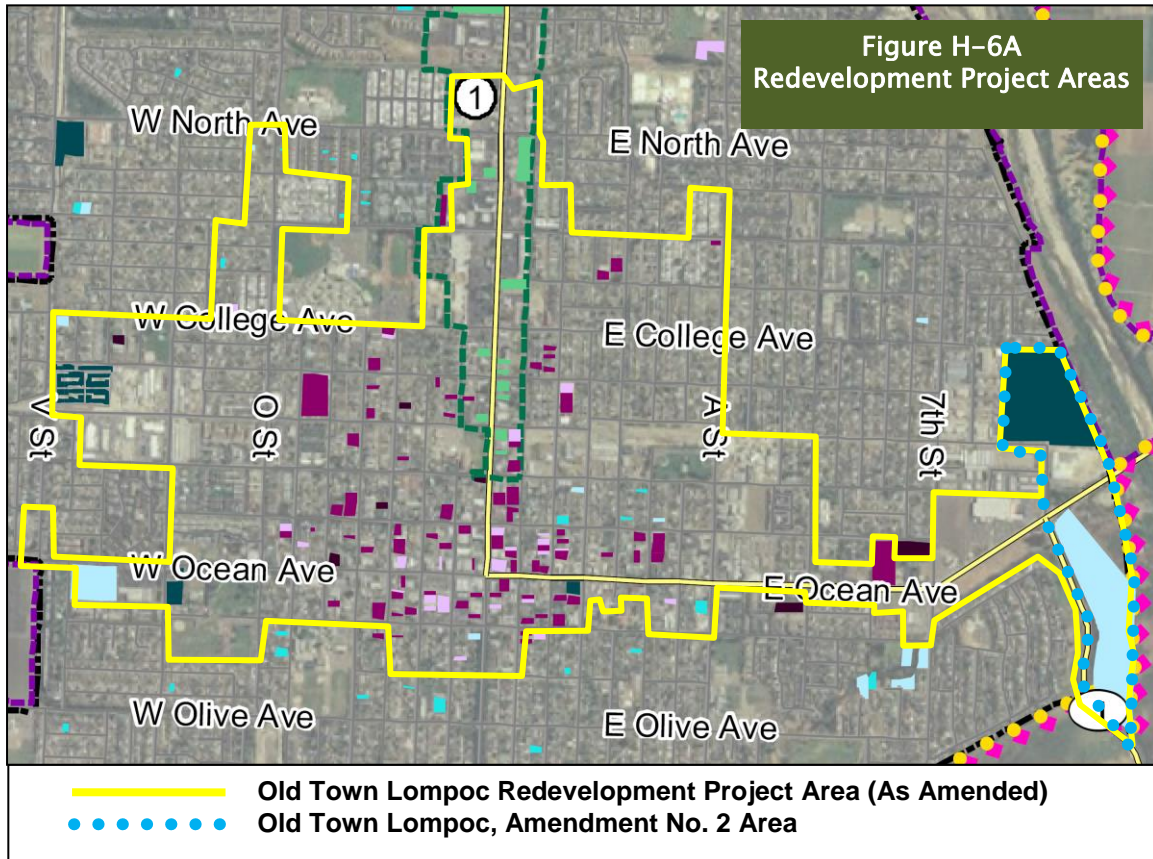 Figure H-6A
Redevelopment Project Areas
1
W North Ave
E North Ave
W College Ave
E College Ave
V St
O St
A St
7th St
W Ocean Ave
E Ocean Ave
W Olive Ave
E Olive Ave
1
Old Town Lompoc Redevelopment Project Area (As Amended)
Old Town Lompoc, Amendment No. 2 Area